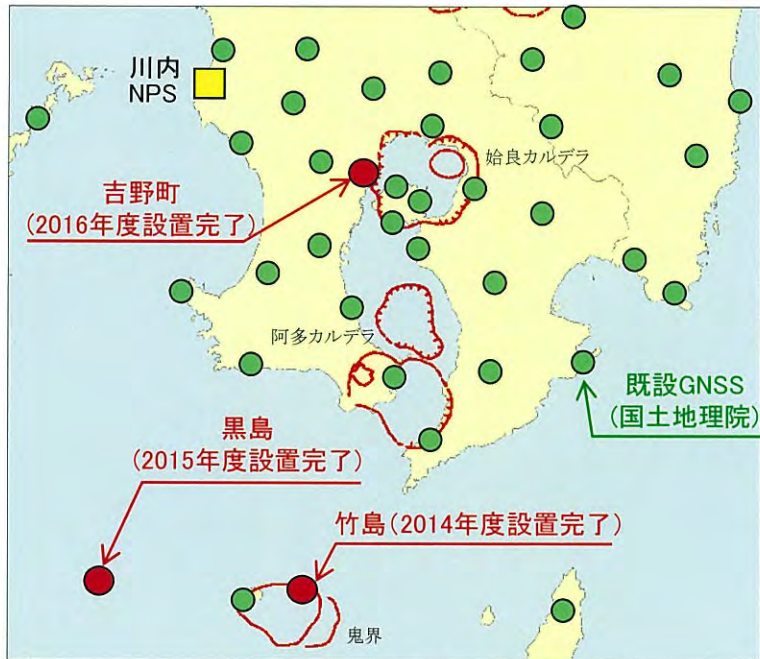 川内
NPS
姶良カルデラ
吉野町
(2016年度設置完了)
阿多カルデラ
既設GNSS
(国土地理院)
黒島
(2015年度設置完了)
竹島(2014年度設置完了)
鬼界